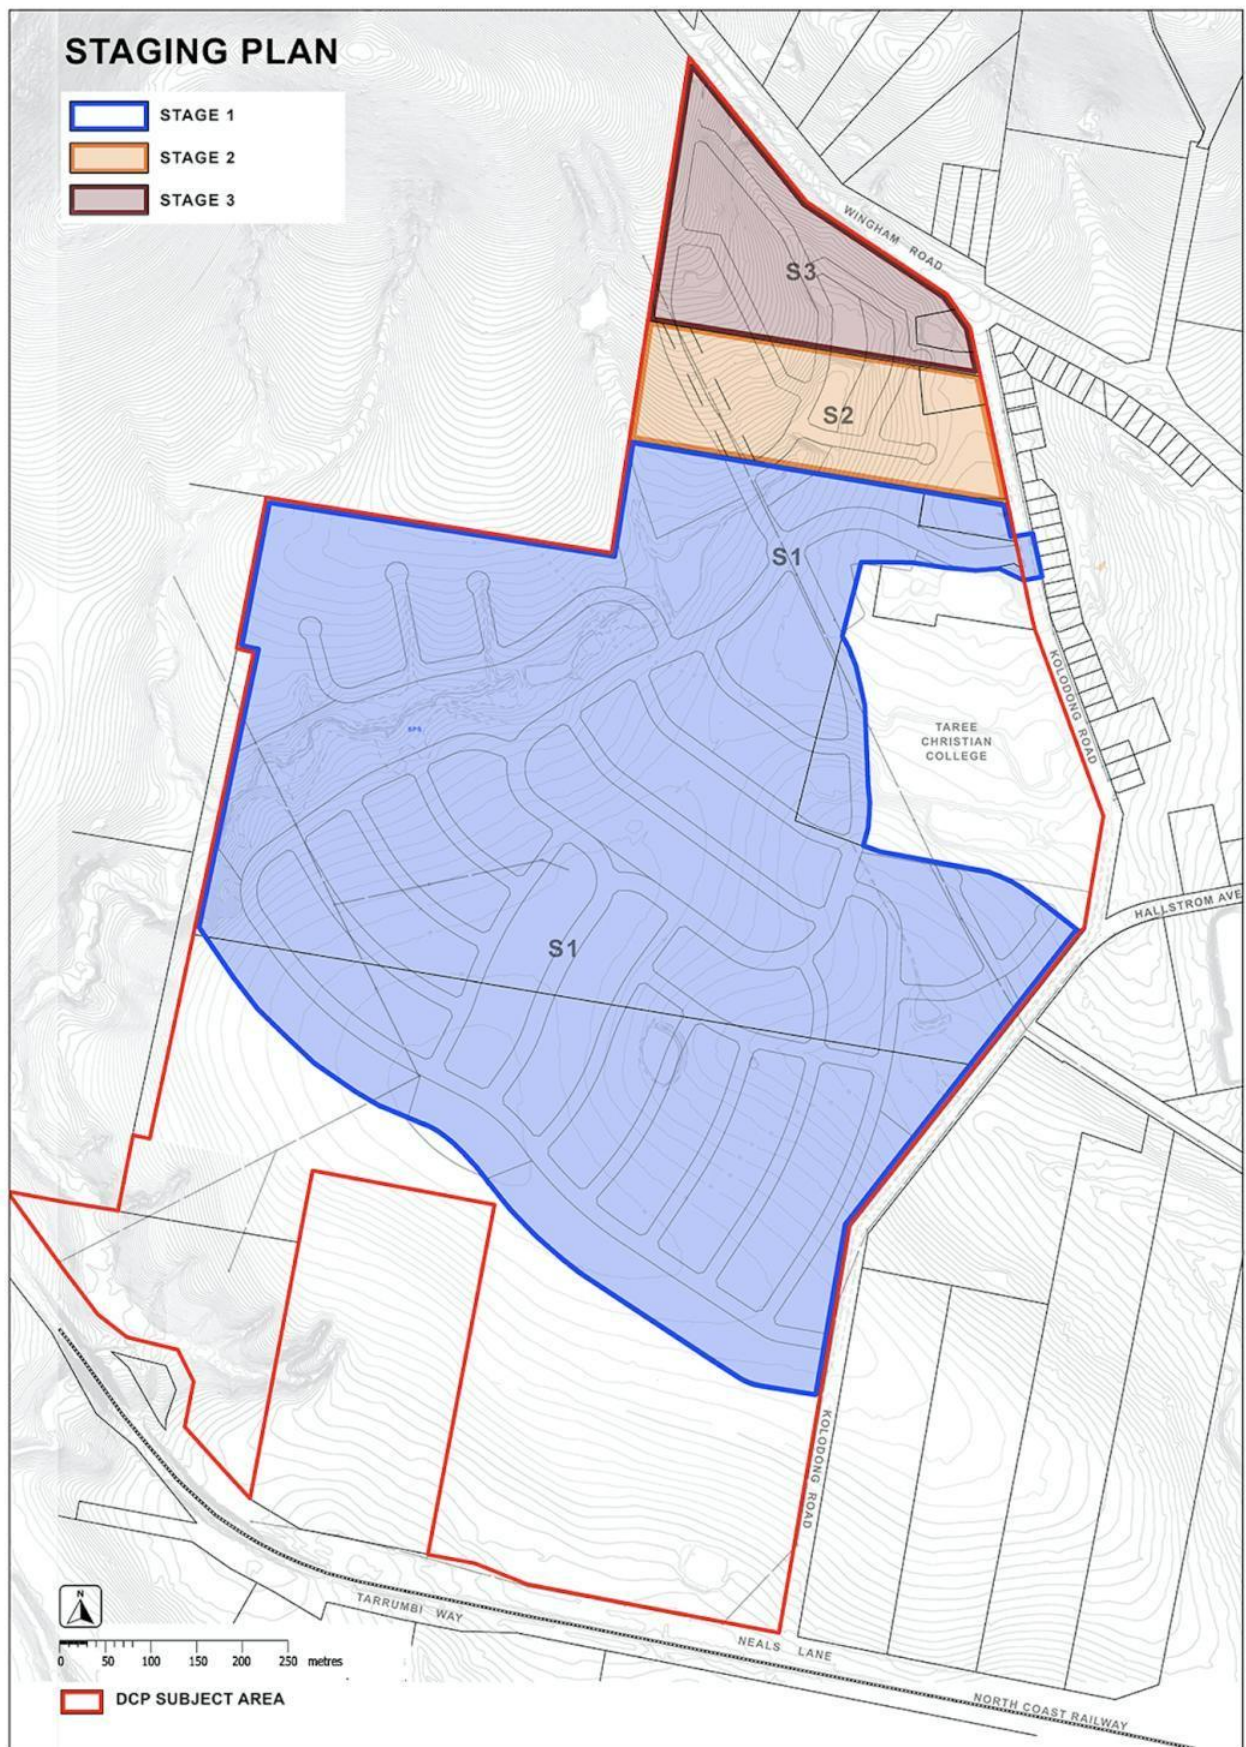 STAGING PLAN
STAGE 1
STAGE 2
STAGE 3
WINGHAM ROAD
S3
S2
S1
KOLODONG ROAD
TAREE
CHRISTIAN
COLLEGE
SPS
HALLSTROM AVE
S1
KOLODONG ROAD
TARRUMBI WAY
NEALS LANE
NORTH COAST RAILWAY
N
0 50 100 150 200 250 metres
DCP SUBJECT AREA